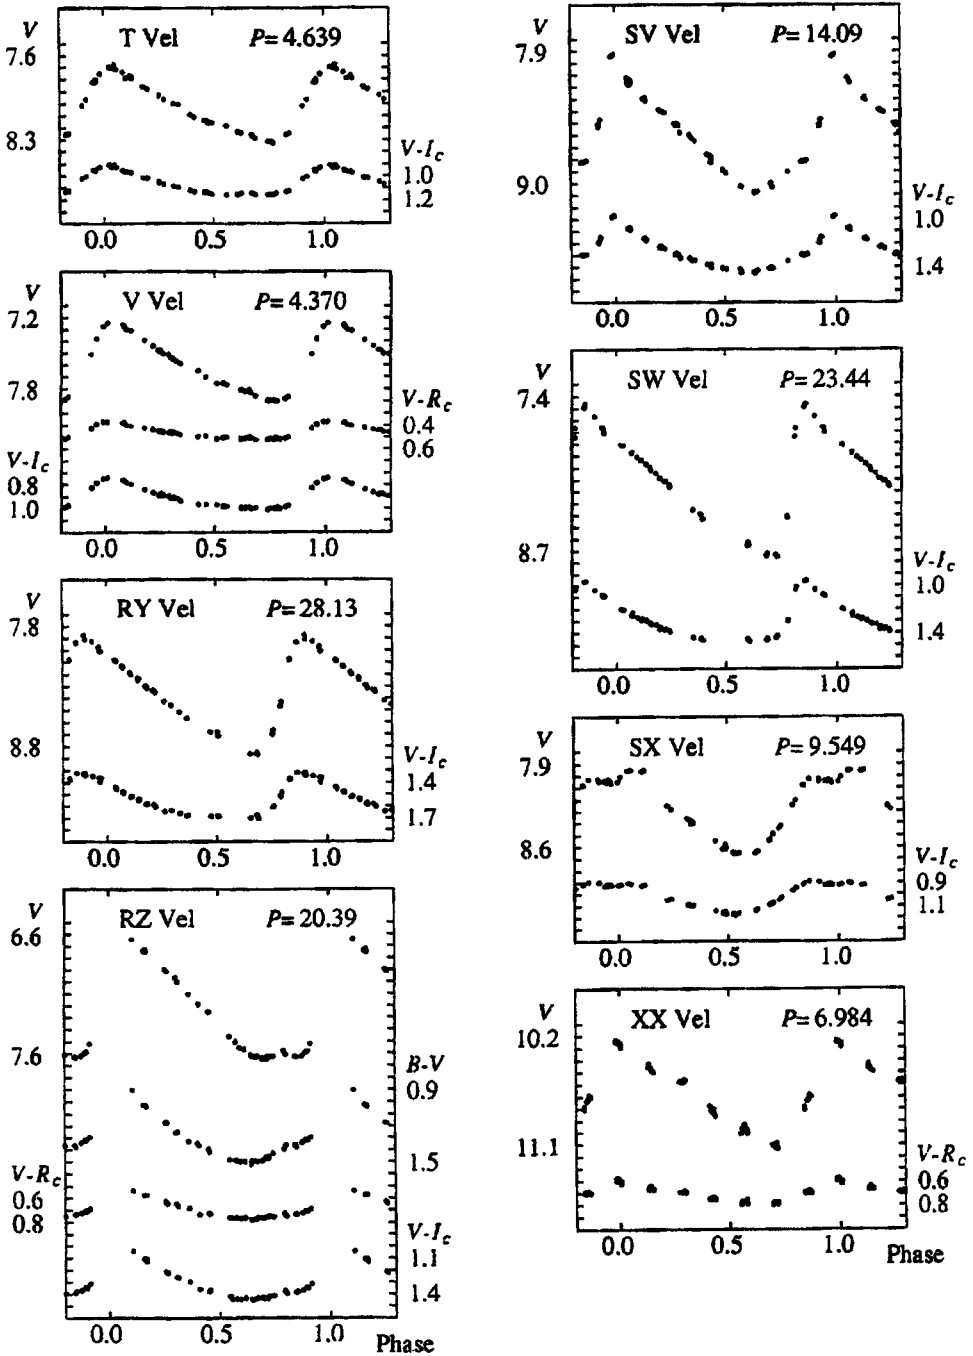 V
T Vel P= 4.639
7.6
8.3
V-Ic
1.0
1.2
0.0 0.5 1.0
V
V Vel P= 4.370
7.2
7.8
V-Rc
0.4
0.6
V-Ic
0.8
1.0
0.0 0.5 1.0
V
RY Vel P= 28.13
7.8
8.8
V-Ic
1.4
1.7
0.0 0.5 1.0
V
RZ Vel P= 20.39
6.6
7.6
B-V
0.9
1.5
V-Rc
0.6
0.8
V-Ic
1.1
1.4
0.0 0.5 1.0 Phase
V
SV Vel P= 14.09
7.9
9.0
V-Ic
1.0
1.4
0.0 0.5 1.0
V
SW Vel P= 23.44
7.4
8.7
V-Ic
1.0
1.4
0.0 0.5 1.0
V
SX Vel P= 9.549
7.9
8.6
V-Ic
0.9
1.1
0.0 0.5 1.0
V
XX Vel P= 6.984
10.2
11.1
V-Rc
0.6
0.8
0.0 0.5 1.0 Phase